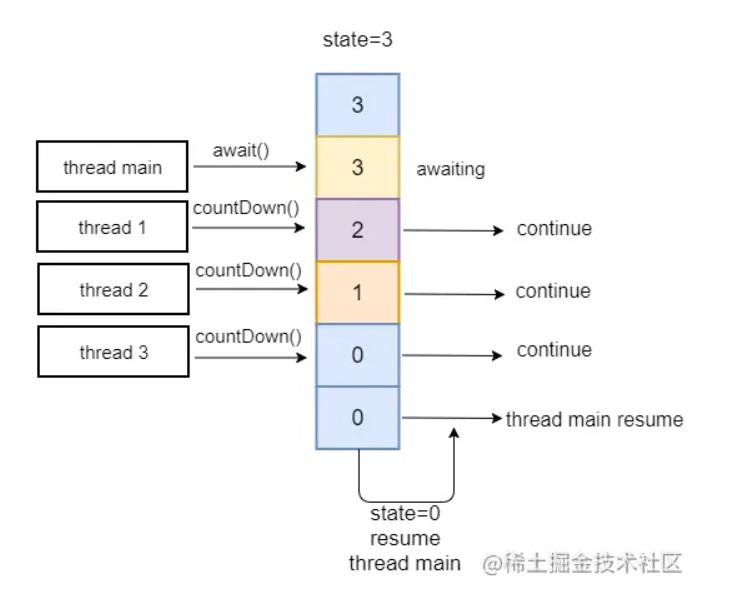 state=3
3
thread main
await()
3
awaiting
thread 1
countDown()
2
continue
thread 2
countDown()
1
continue
thread 3
countDown()
0
continue
0
thread main resume
state=0
resume
thread main
@稀土掘金技术社区